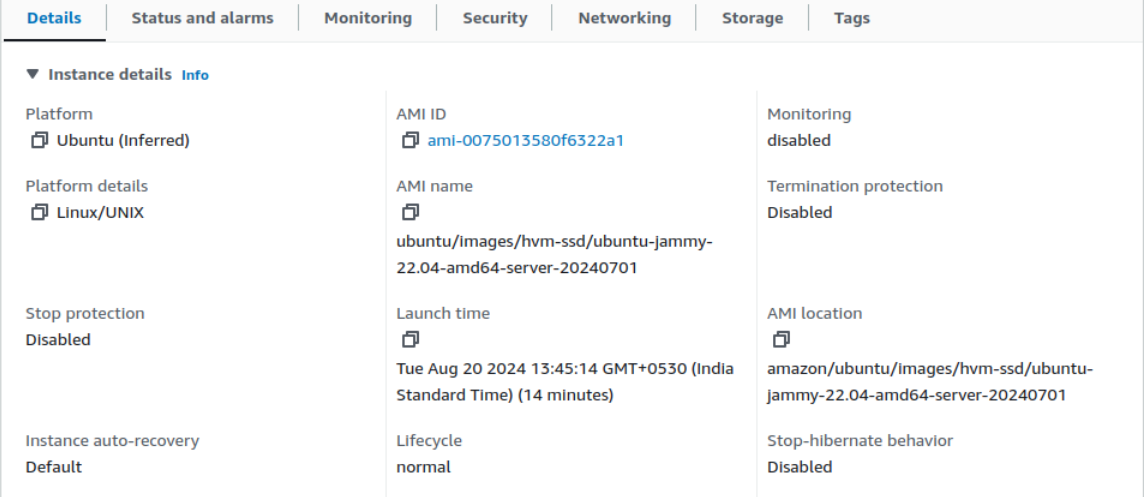 Details
Status and alarms
Monitoring
Security
Networking
Storage
Tags
Instance details Info
Platform
Ubuntu (Inferred)
AMI ID
ami-0075013580f6322a1
Monitoring
disabled
Platform details
Linux/UNIX
AMI name
ubuntu/images/hvm-ssd/ubuntu-jammy-
22.04-amd64-server-20240701
Termination protection
Disabled
Stop protection
Disabled
Launch time
Tue Aug 20 2024 13:45:14 GMT+0530 (India
Standard Time) (14 minutes)
AMI location
amazon/ubuntu/images/hvm-ssd/ubuntu-
jammy-22.04-amd64-server-20240701
Instance auto-recovery
Default
Lifecycle
normal
Stop-hibernate behavior
Disabled